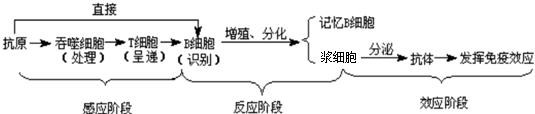 直接
抗原 吞噬细胞 T细胞 B细胞 增殖、分化 记忆B细胞
(处理) (呈递) (识别) 浆细胞 分泌 抗体 发挥免疫效应
感应阶段 反应阶段 效应阶段